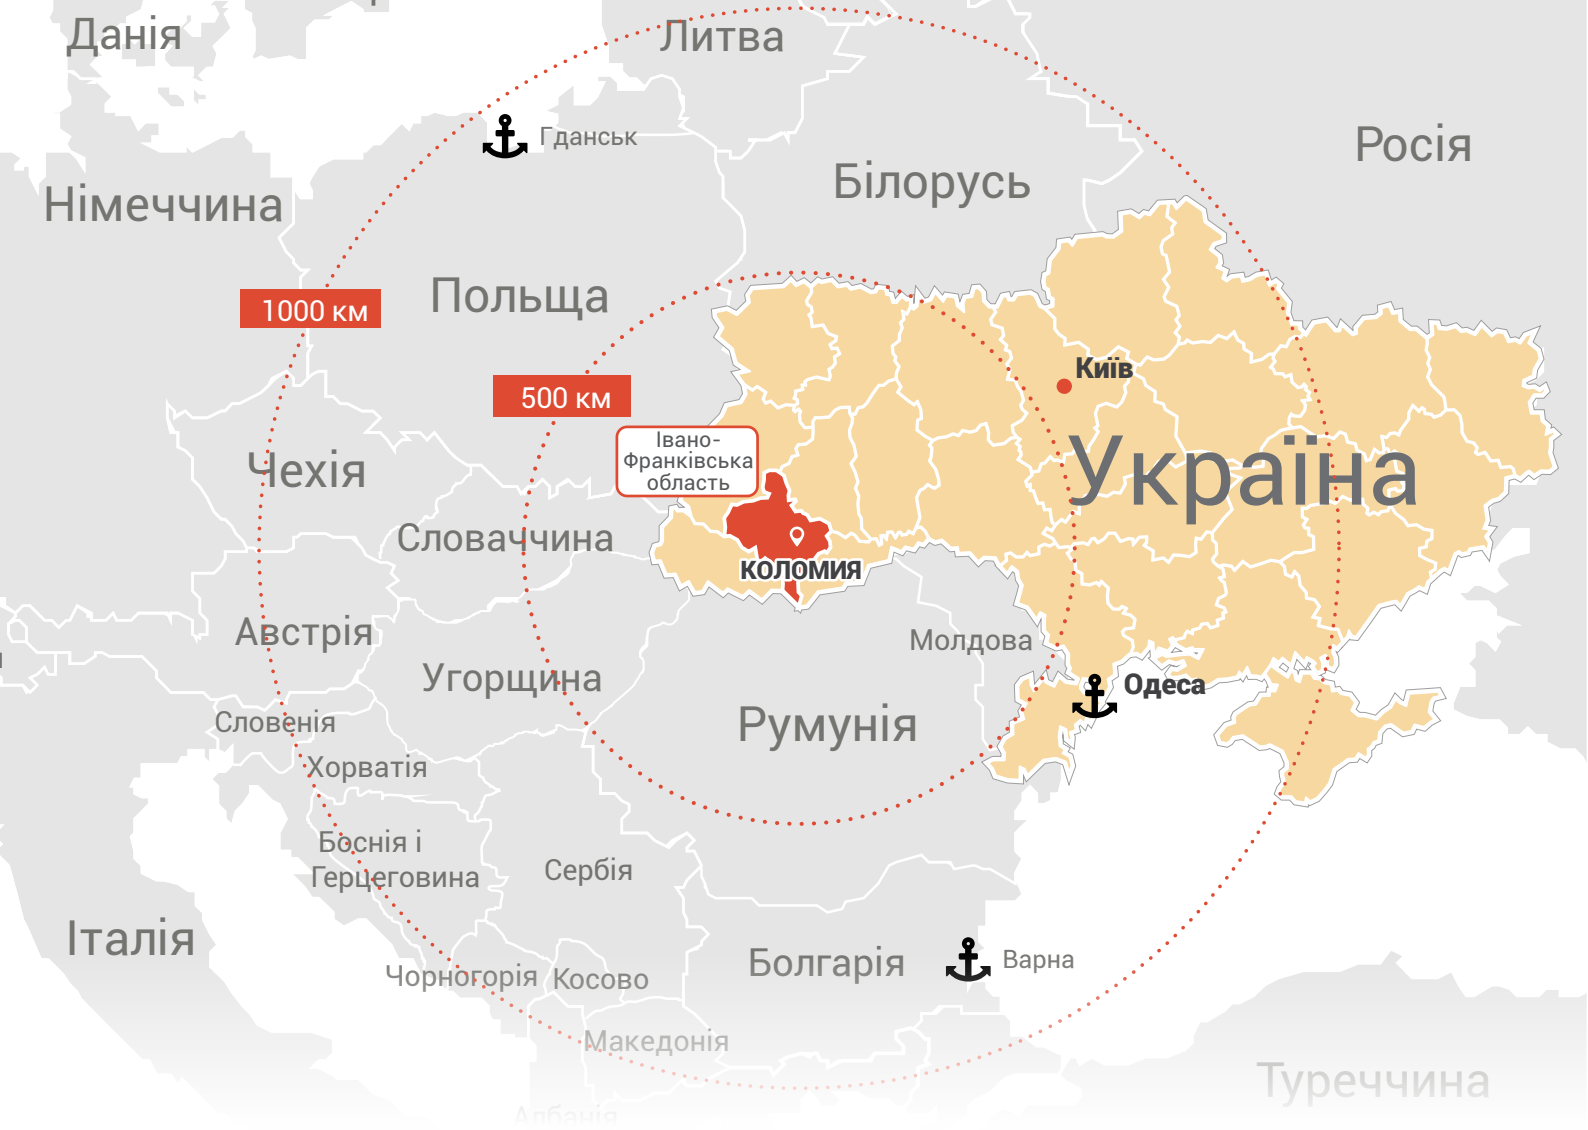 Данія
Литва
Гданськ
Росія
Білорусь
Німеччина
Польща
1000 км
Київ
500 км
Івано-
Франківська
область
Україна
Чехія
Словаччина
КОЛОМИЯ
Австрія
Молдова
Угорщина
Одеса
Словенія
Румунія
Хорватія
Боснія і
Герцеговина
Сербія
Італія
Болгарія
Варна
Чорногорія
Косово
Македонія
Туреччина
Албанія